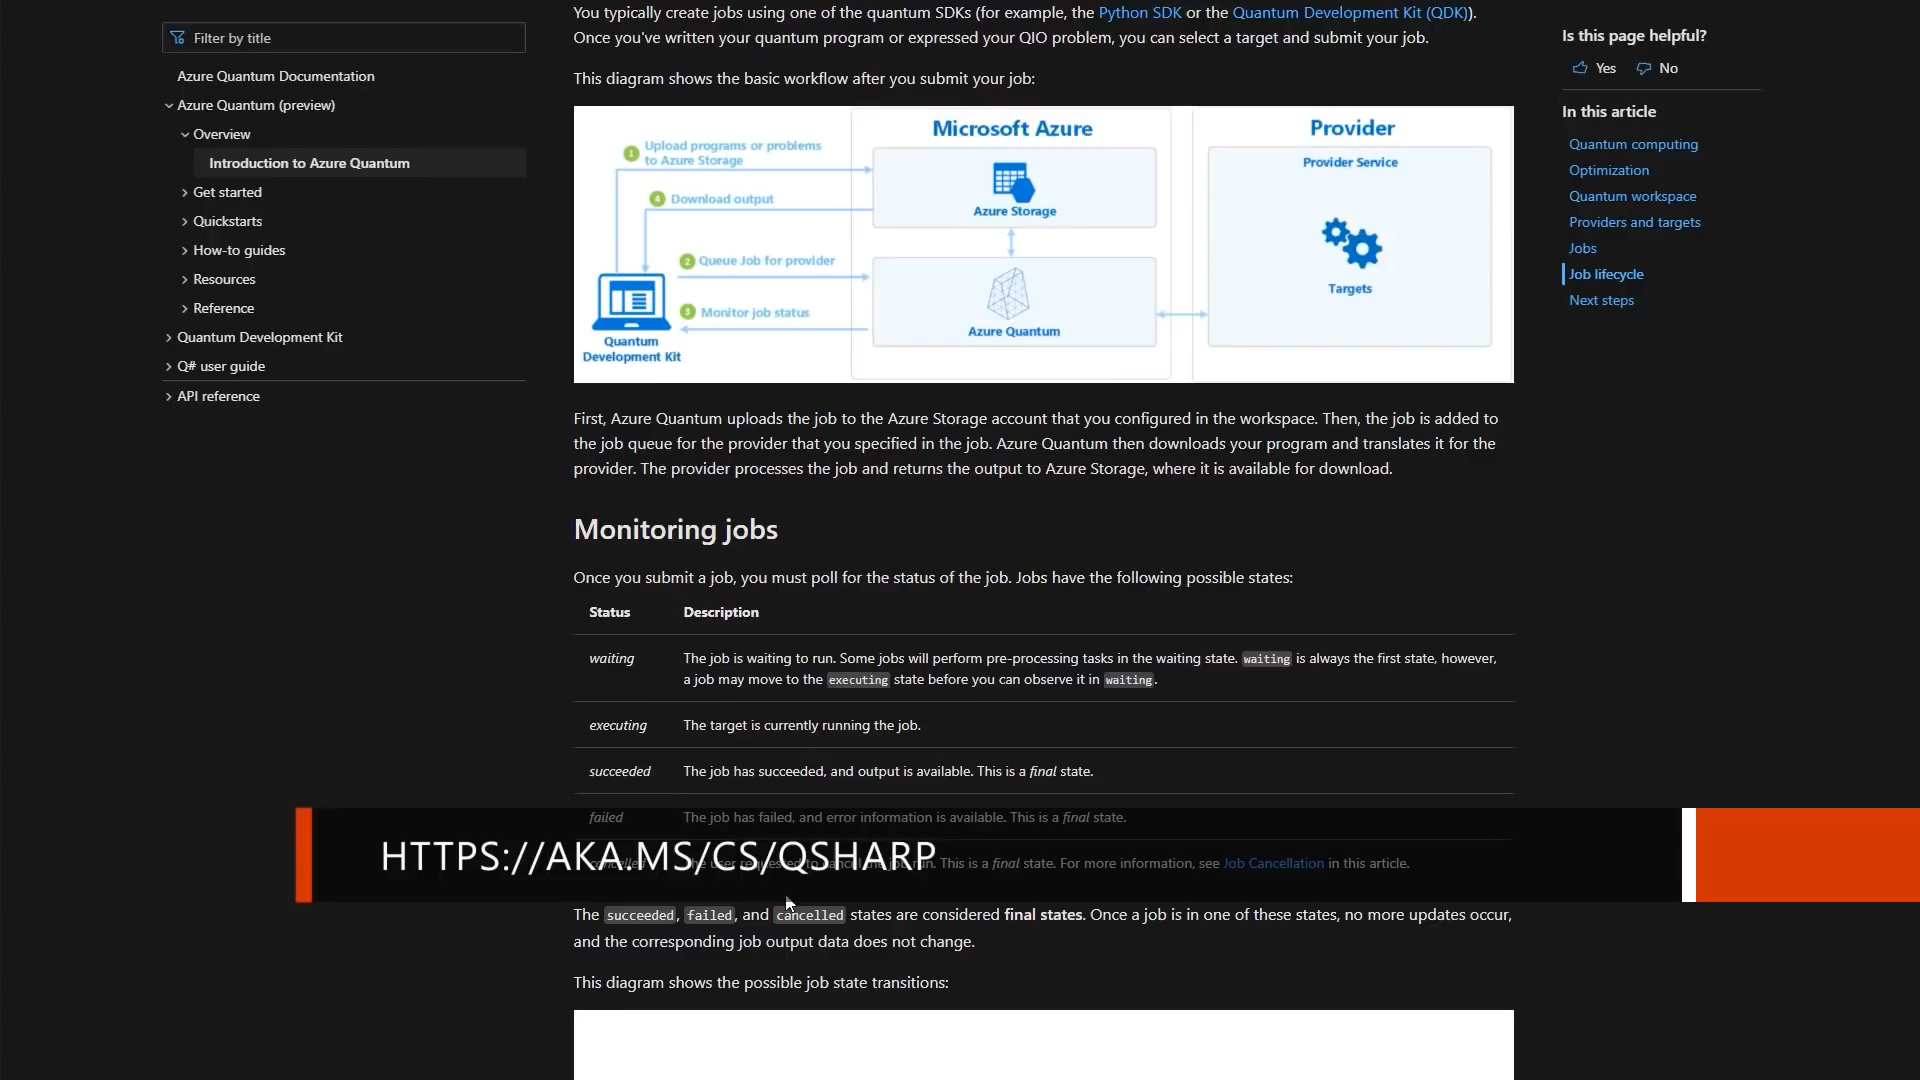 You typically create jobs using one of the quantum SDKs (for example, the Python SDK or the Quantum Development Kit (QDK)).
Once you've written your quantum program or expressed your QIO problem, you can select a target and submit your job.
This diagram shows the basic workflow after you submit your job:
Filter by title
Azure Quantum Documentation
Azure Quantum (preview)
Overview
Introduction to Azure Quantum
Get started
Quickstarts
How-to guides
Resources
Reference
Quantum Development Kit
Q# user guide
API reference
Microsoft Azure
Provider
1 Upload programs or problems
to Azure Storage
4 Download output
2 Queue Job for provider
3 Monitor job status
Quantum
Development Kit
Azure Storage
Azure Quantum
Provider Service
Targets
First, Azure Quantum uploads the job to the Azure Storage account that you configured in the workspace. Then, the job is added to
the job queue for the provider that you specified in the job. Azure Quantum then downloads your program and translates it for the
provider. The provider processes the job and returns the output to Azure Storage, where it is available for download.
Monitoring jobs
Once you submit a job, you must poll for the status of the job. Jobs have the following possible states:
Status Description
waiting The job is waiting to run. Some jobs will perform pre-processing tasks in the waiting state. waiting is always the first state, however,
a job may move to the executing state before you can observe it in waiting.
executing The target is currently running the job.
succeeded The job has succeeded, and output is available. This is a final state.
failed The job has failed, and error information is available. This is a final state.
HTTPS://AKA.MS/CS/QSHARP
This is a final state. For more information, see Job Cancellation in this article.
The succeeded, failed, and cancelled states are considered final states. Once a job is in one of these states, no more updates occur,
and the corresponding job output data does not change.
This diagram shows the possible job state transitions:
Is this page helpful?
Yes No
In this article
Quantum computing
Optimization
Quantum workspace
Providers and targets
Jobs
Job lifecycle
Next steps